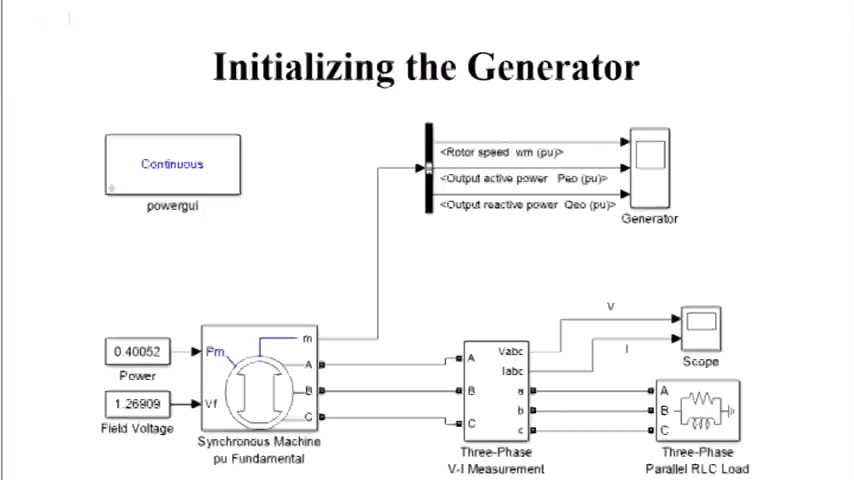 Initializing the Generator
Continuous
powergui
<Rotor speed wm (pu)>
<Output active power Peo (pu)>
<Output reactive power Qeo (pu)>
Generator
0.40052
Power
1.26909
Field Voltage
Pm
Vf
m
A
B
C
Synchronous Machine
pu Fundamental
A
B
C
Vabc
Iabc
a
b
c
Three-Phase
V-I Measurement
V
I
Scope
A
B
C
Three-Phase
Parallel RLC Load